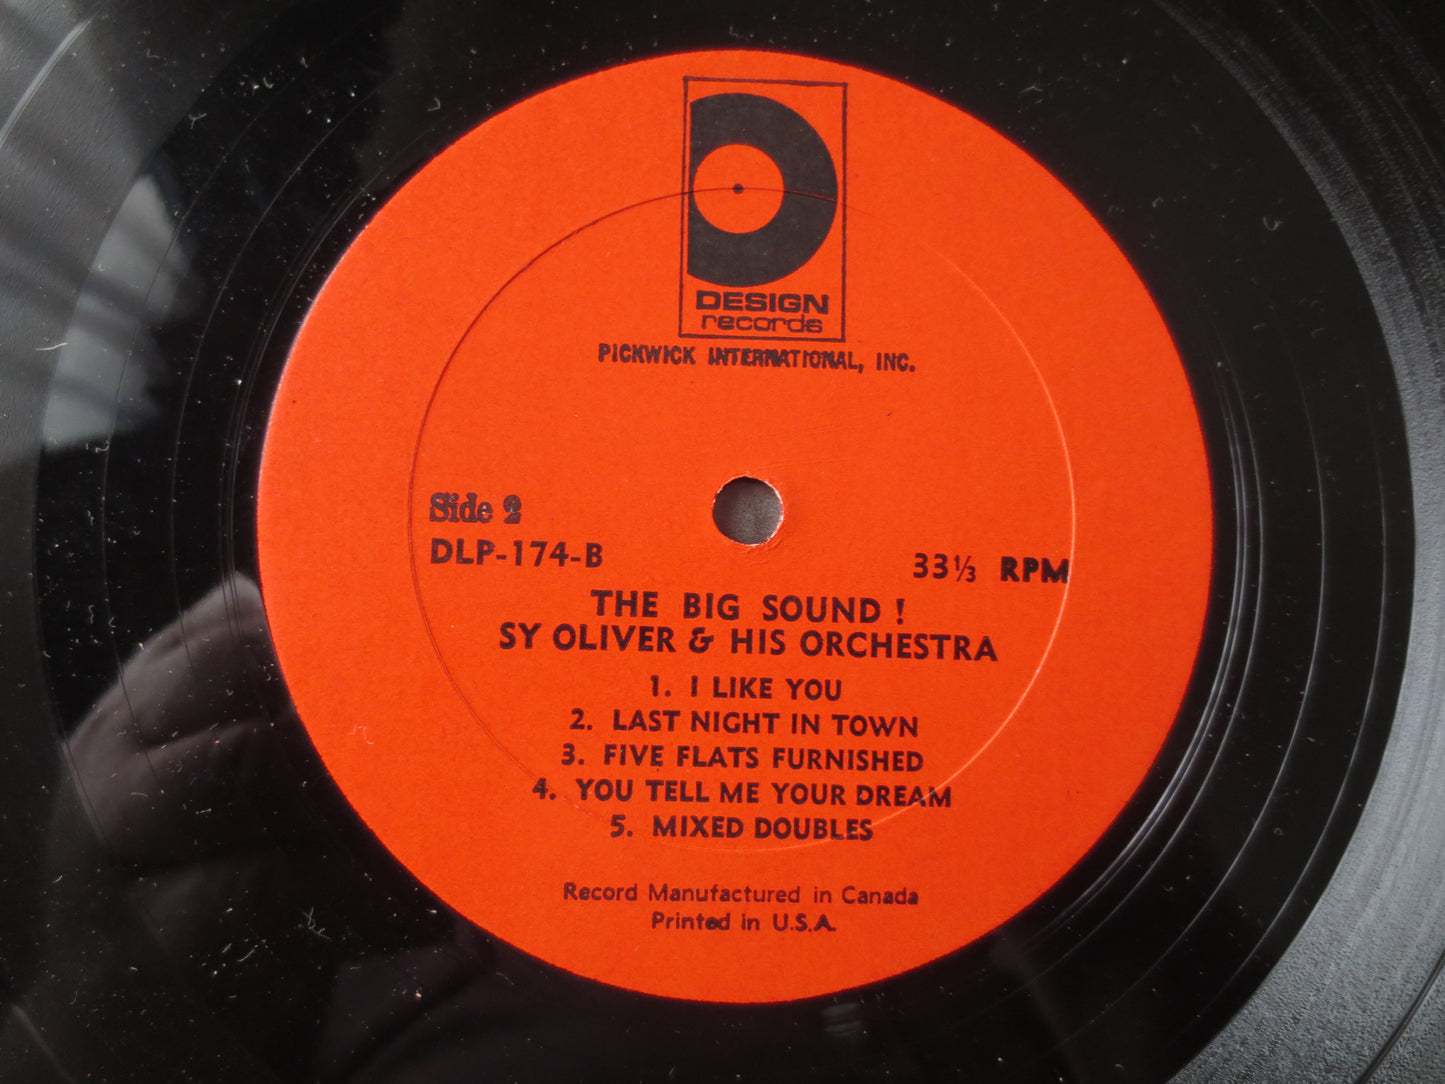 DESIGN
records
PICKWICK INTERNATIONAL, INC.
Side 2
DLP-174-B
33⅓ RPM
THE BIG SOUND !
SY OLIVER & HIS ORCHESTRA
1. I LIKE YOU
2. LAST NIGHT IN TOWN
3. FIVE FLATS FURNISHED
4. YOU TELL ME YOUR DREAM
5. MIXED DOUBLES
Record Manufactured in Canada
Printed in U.S.A.